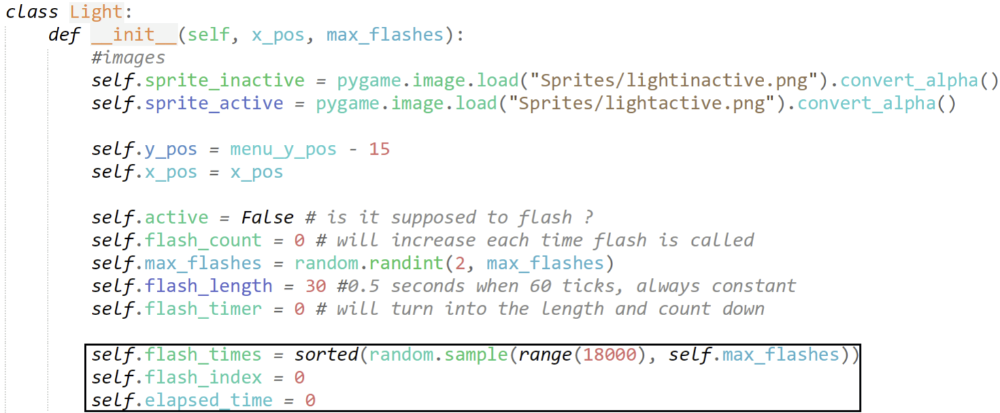 class Light:
    def __init__(self, x_pos, max_flashes):
        #images
        self.sprite_inactive = pygame.image.load("Sprites/lightinactive.png").convert_alpha()
        self.sprite_active = pygame.image.load("Sprites/lightactive.png").convert_alpha()

        self.y_pos = menu_y_pos - 15
        self.x_pos = x_pos

        self.active = False # is it supposed to flash ?
        self.flash_count = 0 # will increase each time flash is called
        self.max_flashes = random.randint(2, max_flashes)
        self.flash_length = 30 #0.5 seconds when 60 ticks, always constant
        self.flash_timer = 0 # will turn into the length and count down

        self.flash_times = sorted(random.sample(range(18000), self.max_flashes))
        self.flash_index = 0
        self.elapsed_time = 0